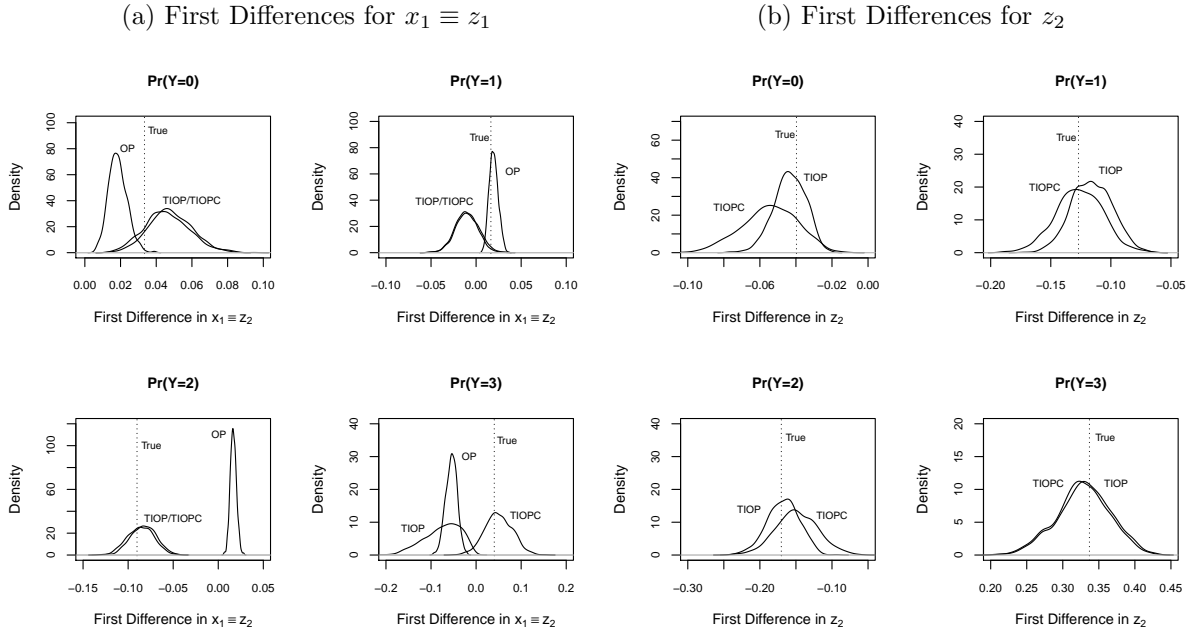 (a) First Differences for x₁ ≡ z₁
(b) First Differences for z₂
Pr(Y=0)
Density
0 20 40 60 80 100
True
OP
TIOP/TIOPC
0.00 0.02 0.04 0.06 0.08 0.10
First Difference in x₁ ≡ z₂
Pr(Y=1)
Density
0 20 40 60 80 100
True
OP
TIOP/TIOPC
−0.10 −0.05 0.00 0.05 0.10
First Difference in x₁ ≡ z₂
Pr(Y=0)
Density
0 20 40 60
True
TIOP
TIOPC
−0.10 −0.08 −0.06 −0.04 −0.02 0.00
First Difference in z₂
Pr(Y=1)
Density
0 10 20 30 40
True
TIOP
TIOPC
−0.20 −0.15 −0.10 −0.05
First Difference in z₂
Pr(Y=2)
Density
0 20 60 100
OP
True
TIOP/TIOPC
−0.15 −0.10 −0.05 0.00 0.05
First Difference in x₁ ≡ z₂
Pr(Y=3)
Density
0 10 20 30 40
True
OP
TIOP
TIOPC
−0.2 −0.1 0.0 0.1 0.2
First Difference in x₁ ≡ z₂
Pr(Y=2)
Density
0 10 20 30 40
True
TIOP
TIOPC
−0.30 −0.20 −0.10
First Difference in z₂
Pr(Y=3)
Density
0 5 10 15 20
True
TIOPC
TIOP
0.20 0.25 0.30 0.35 0.40 0.45
First Difference in z₂